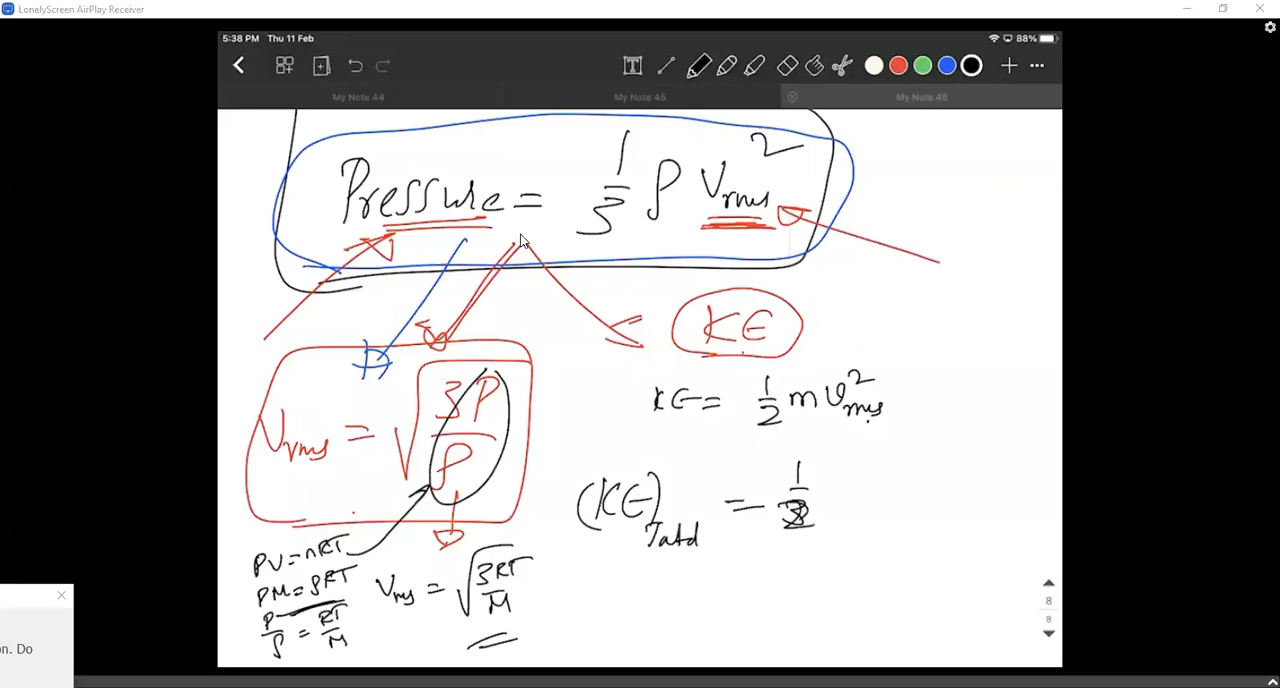 LonelyScreen AirPlay Receiver
5:38 PM Thu 11 Feb
88%
My Note 44
My Note 45
My Note 46
Pressure = 1/3 ρ Vrms²
KE
Vrms = √(3P/ρ)
KE = 1/2 m vrms²
(KE)Total = 1/2
PV = nRT
PM = ρRT
P/ρ = RT/M
Vrms = √(3RT/M)
8
8
on. Do